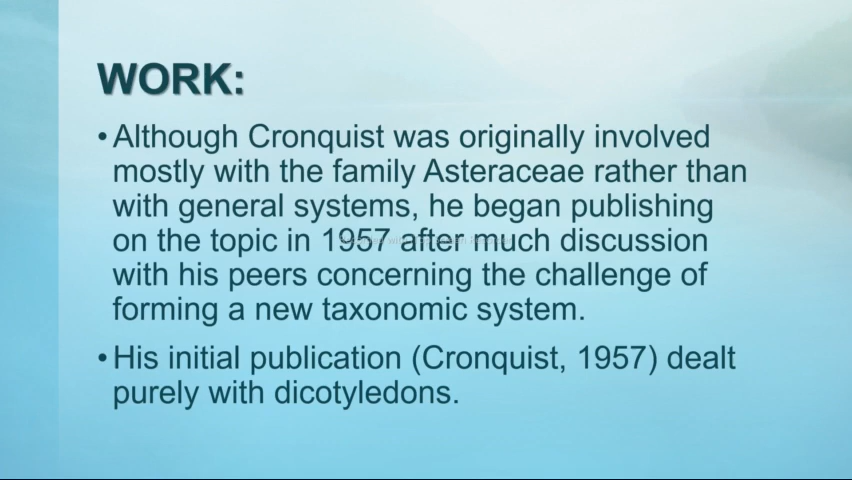 WORK:
• Although Cronquist was originally involved
mostly with the family Asteraceae rather than
with general systems, he began publishing
on the topic in 1957 after much discussion
with his peers concerning the challenge of
forming a new taxonomic system.
• His initial publication (Cronquist, 1957) dealt
purely with dicotyledons.